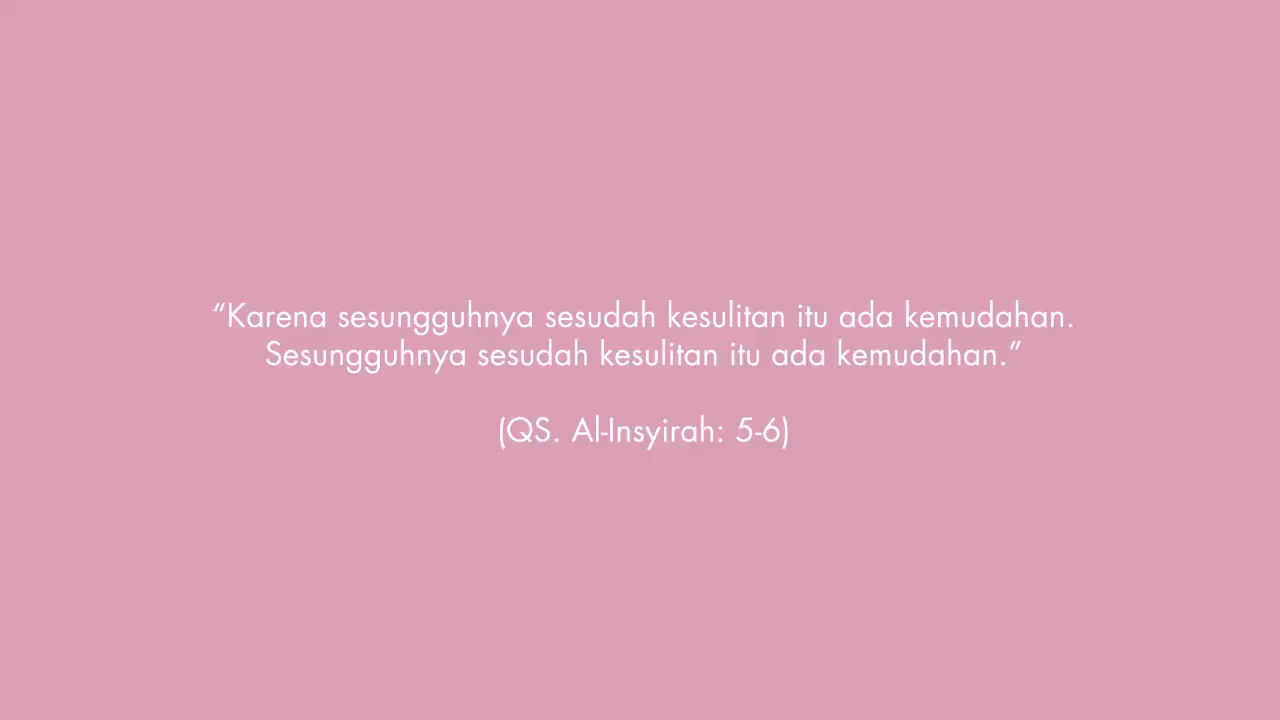 “Karena sesungguhnya sesudah kesulitan itu ada kemudahan.
Sesungguhnya sesudah kesulitan itu ada kemudahan.”
(QS. Al-Insyirah: 5-6)